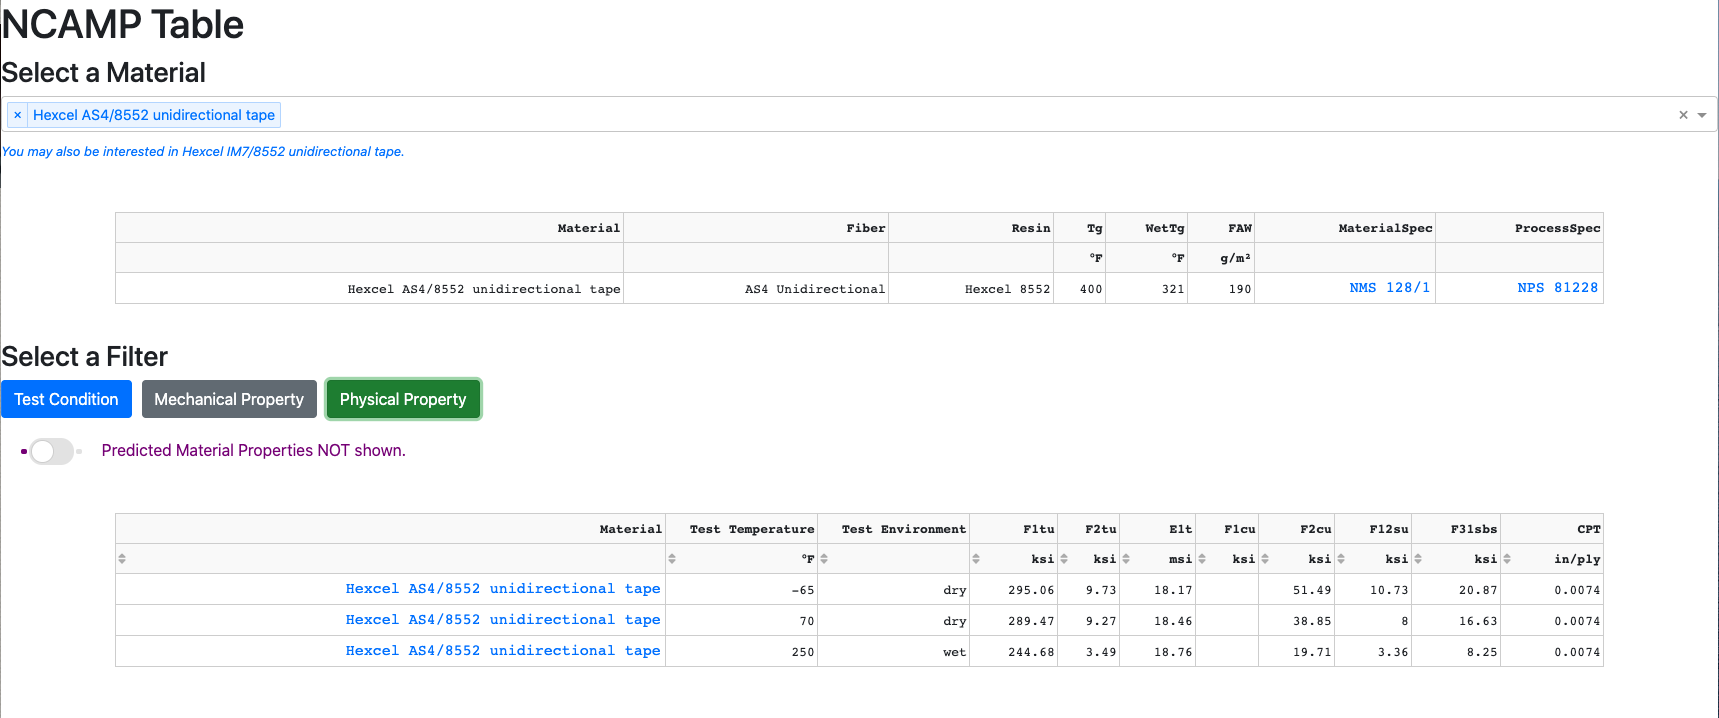 NCAMP Table
Select a Material
× Hexcel AS4/8552 unidirectional tape ×
You may also be interested in Hexcel IM7/8552 unidirectional tape.
Material Fiber Resin Tg WetTg FAW MaterialSpec ProcessSpec
°F °F g/m²
Hexcel AS4/8552 unidirectional tape AS4 Unidirectional Hexcel 8552 400 321 190 NMS 128/1 NPS 81228
Select a Filter
Test Condition Mechanical Property Physical Property
Predicted Material Properties NOT shown.
Material Test Temperature Test Environment F1tu F2tu E1t F1cu F2cu F12su F31sbs CPT
°F ksi ksi msi ksi ksi ksi ksi in/ply
Hexcel AS4/8552 unidirectional tape -65 dry 295.06 9.73 18.17 51.49 10.73 20.87 0.0074
Hexcel AS4/8552 unidirectional tape 70 dry 289.47 9.27 18.46 38.85 8 16.63 0.0074
Hexcel AS4/8552 unidirectional tape 250 wet 244.68 3.49 18.76 19.71 3.36 8.25 0.0074